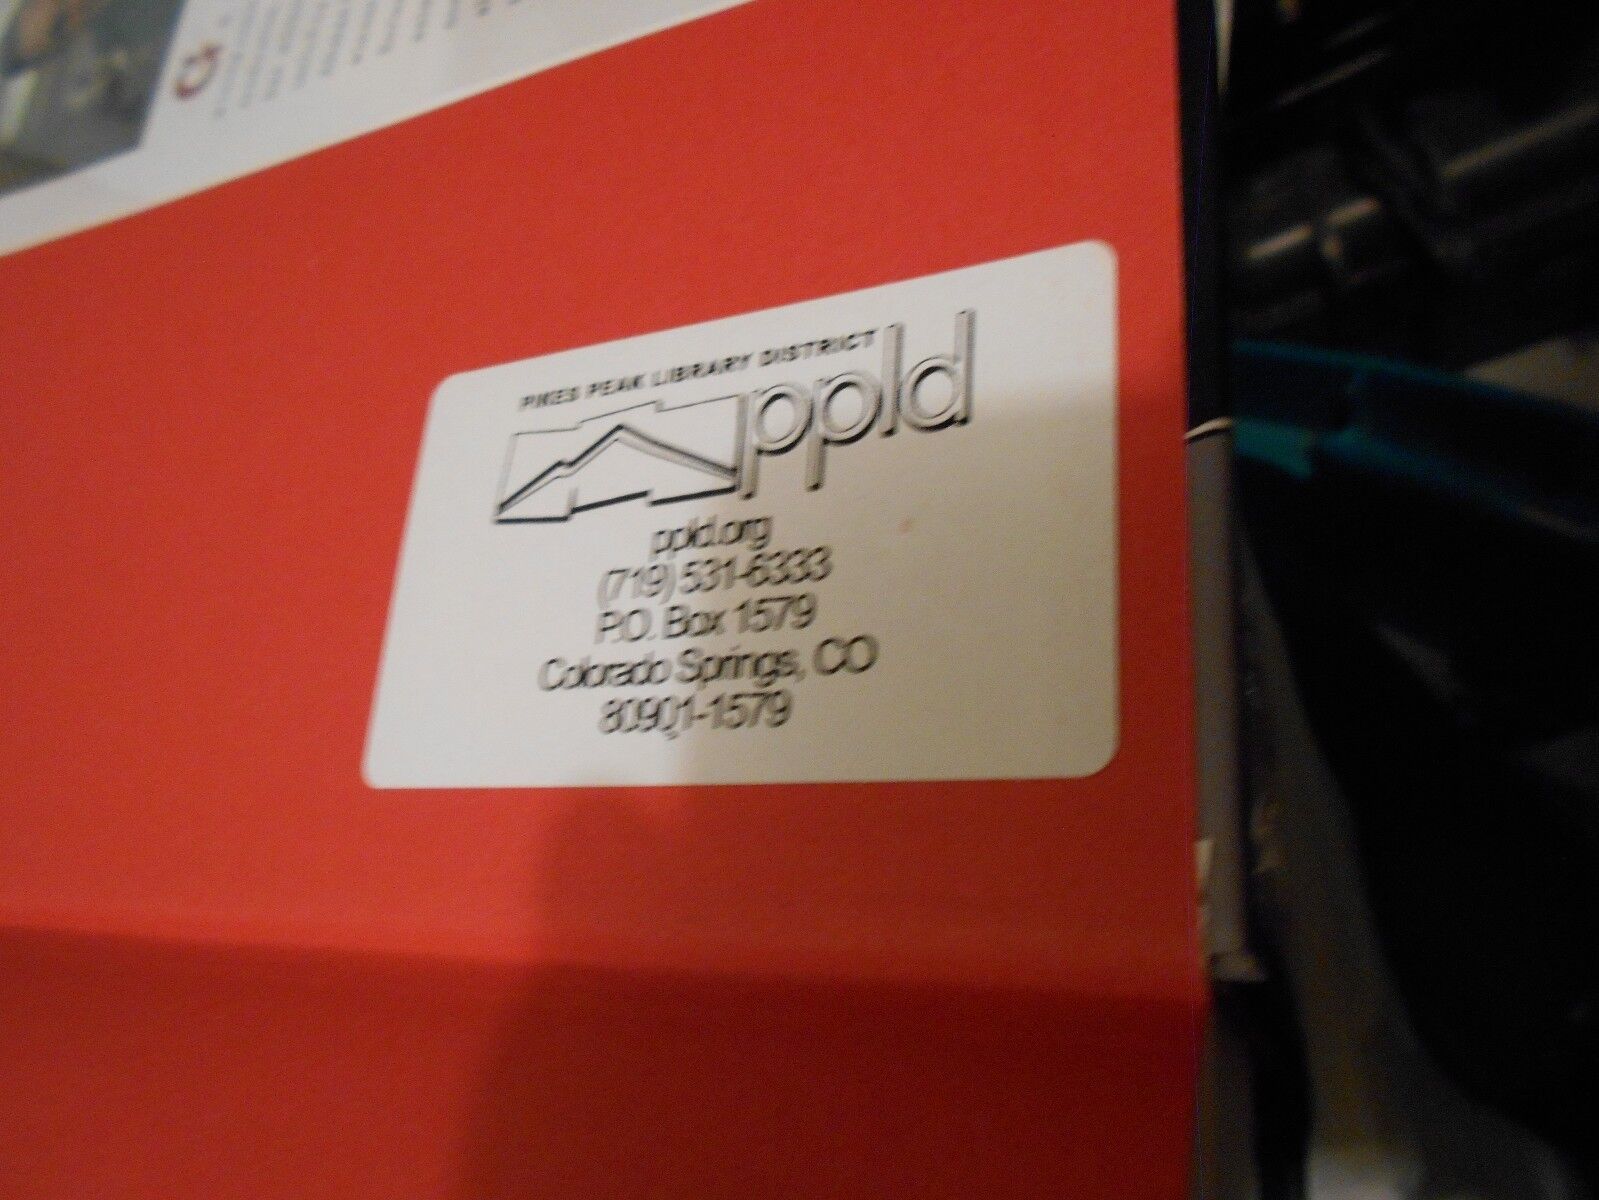 PIKES PEAK LIBRARY DISTRICT
ppld
ppld.org
(719) 531-6333
P.O. Box 1579
Colorado Springs, CO
80901-1579